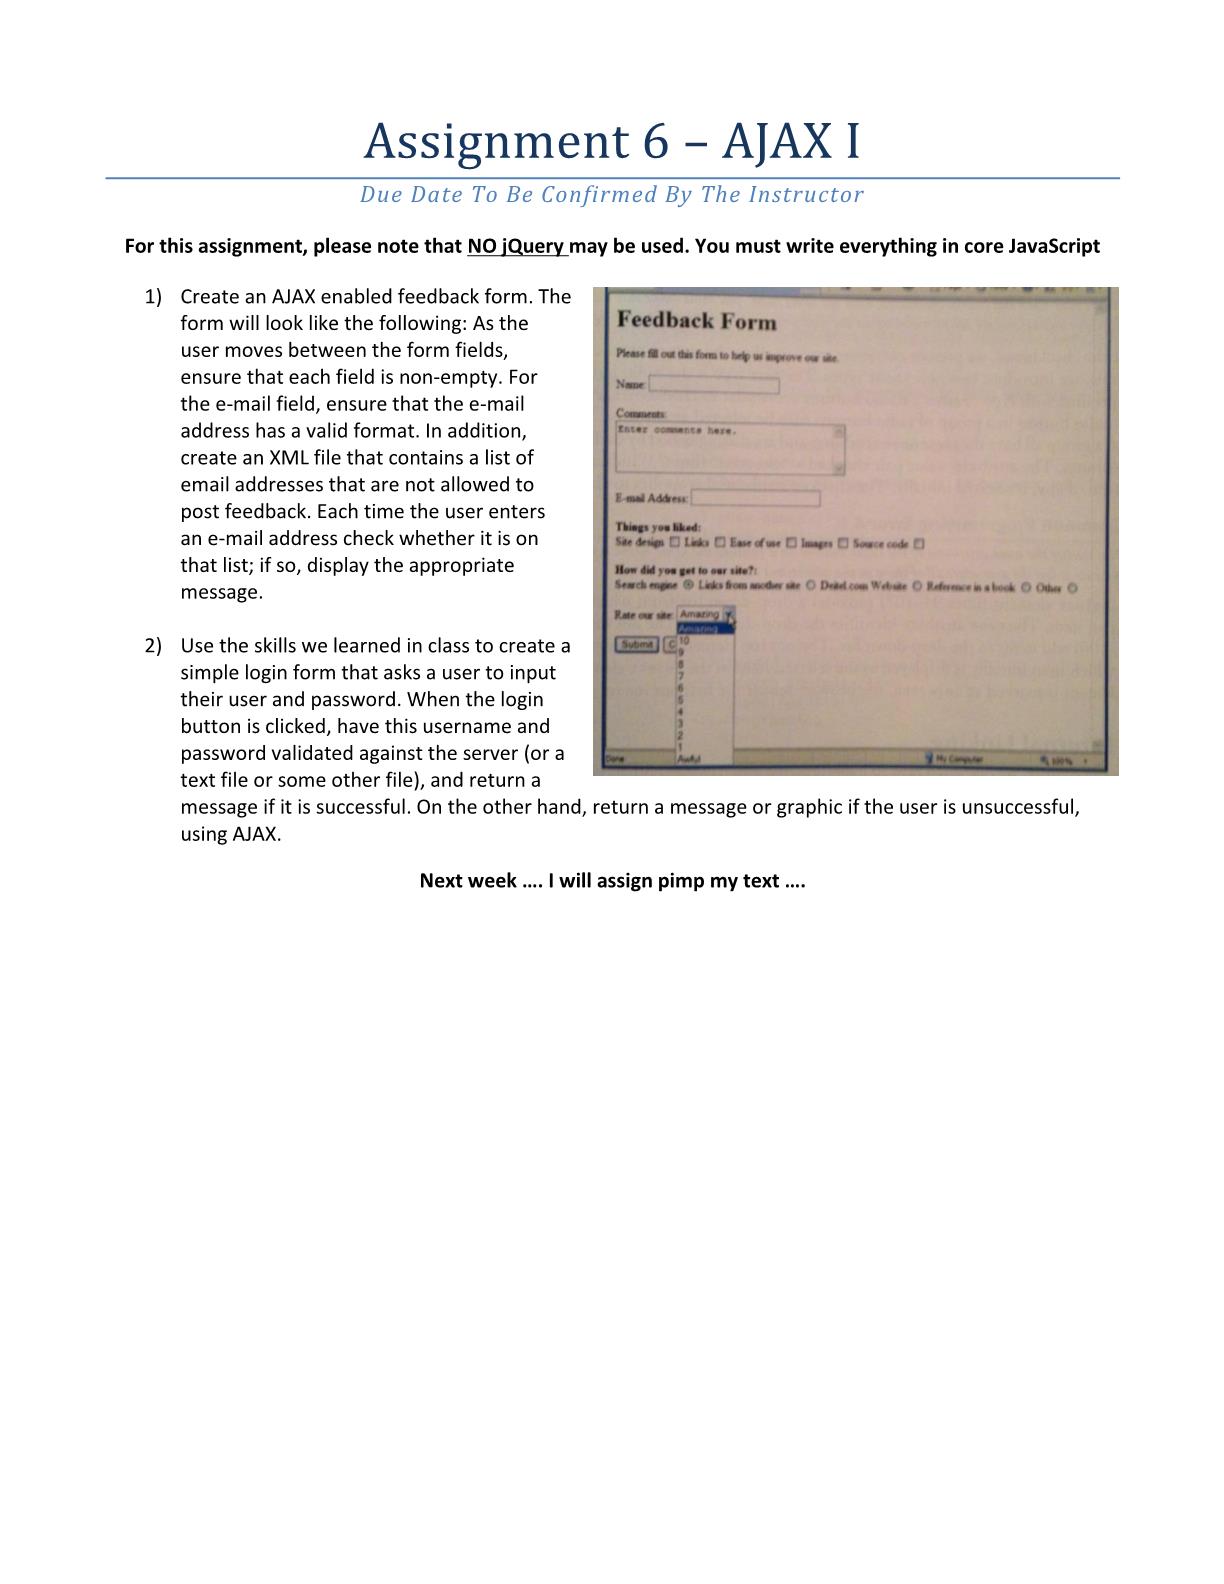 Assignment 6 – AJAX I
Due Date To Be Confirmed By The Instructor
For this assignment, please note that NO jQuery may be used. You must write everything in core JavaScript
1) Create an AJAX enabled feedback form. The
form will look like the following: As the
user moves between the form fields,
ensure that each field is non-empty. For
the e-mail field, ensure that the e-mail
address has a valid format. In addition,
create an XML file that contains a list of
email addresses that are not allowed to
post feedback. Each time the user enters
an e-mail address check whether it is on
that list; if so, display the appropriate
message.
2) Use the skills we learned in class to create a
simple login form that asks a user to input
their user and password. When the login
button is clicked, have this username and
password validated against the server (or a
text file or some other file), and return a
message if it is successful. On the other hand, return a message or graphic if the user is unsuccessful,
using AJAX.
Feedback Form
Please fill out this form to help us improve our site.
Name:
Comments:
Enter comments here.
E-mail Address:
Things you liked:
Site design Links Ease of use Images Source code
How did you get to our site?:
Search engine Links from another site Deitel.com Website Reference in a book Other
Rate our site: Amazing
Amazing
Submit C 10
9
8
7
6
5
4
3
2
1
Awful
Done My Computer 100%
Next week …. I will assign pimp my text ….